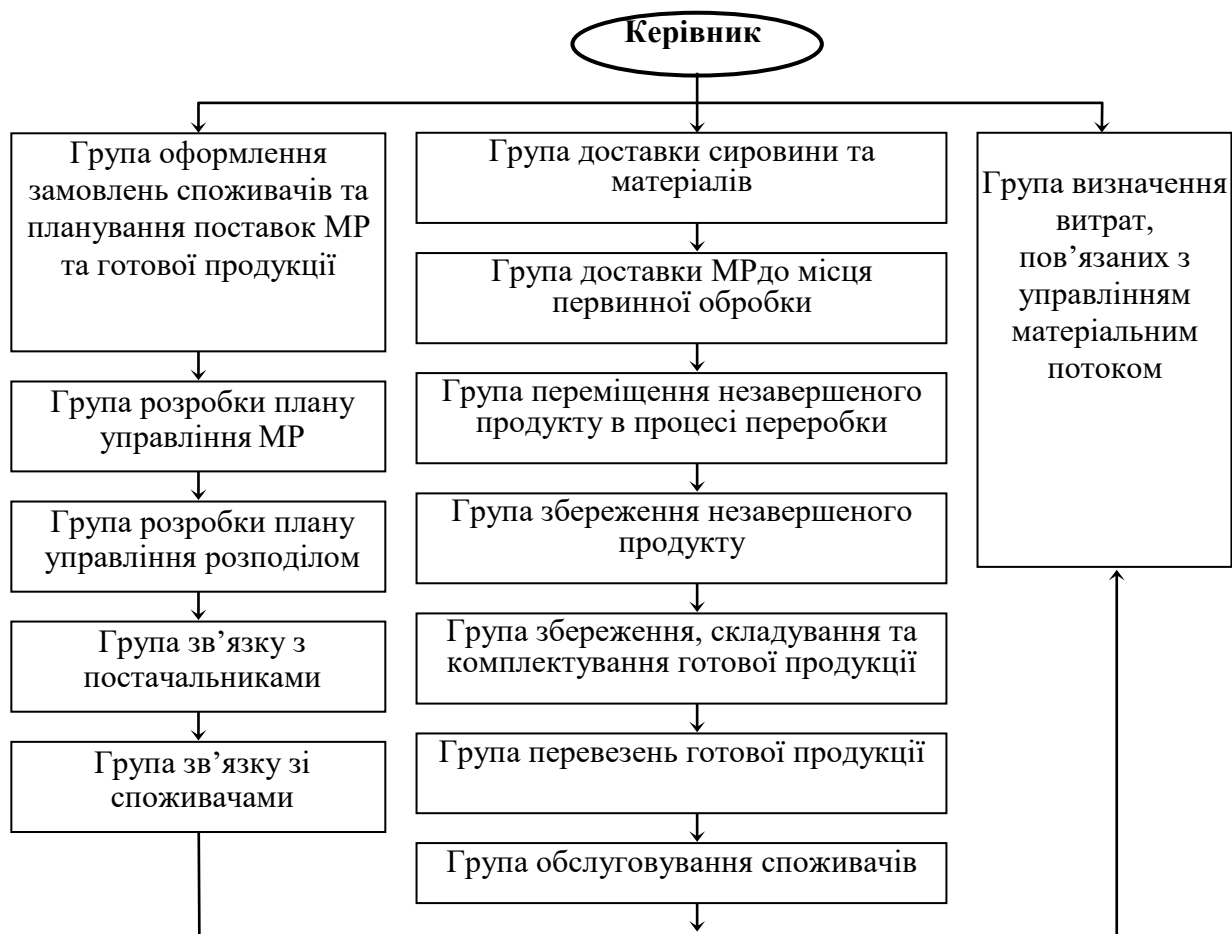 Керівник
Група оформлення
замовлень споживачів та
планування поставок МР
та готової продукції
Група розробки плану
управління МР
Група розробки плану
управління розподілом
Група зв’язку з
постачальниками
Група зв’язку зі
споживачами
Група доставки сировини та
матеріалів
Група доставки МРдо місця
первинної обробки
Група переміщення незавершеного
продукту в процесі переробки
Група збереження незавершеного
продукту
Група збереження, складування та
комплектування готової продукції
Група перевезень готової продукції
Група обслуговування споживачів
Група визначення
витрат,
пов’язаних з
управлінням
матеріальним
потоком